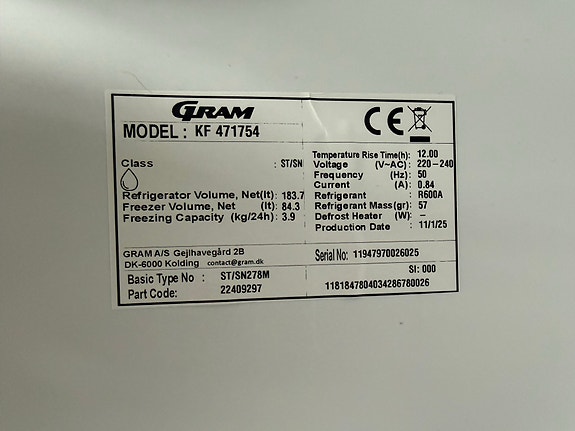 GRAM
MODEL : KF 471754
CE
Class : ST/SN
Refrigerator Volume, Net(lt): 183.7
Freezer Volume, Net (lt): 84.3
Freezing Capacity (kg/24h): 3.9
Temperature Rise Time(h): 12.00
Voltage (V~AC): 220-240
Frequency (Hz): 50
Current (A): 0.84
Refrigerant : R600A
Refrigerant Mass(gr): 57
Defrost Heater (W): –
Production Date : 11/1/25
GRAM A/S Gejlhavegård 2B
DK-6000 Kolding contact@gram.dk
Serial No: 11947970026025
SI: 000
Basic Type No : ST/SN278M
Part Code: 22409297
1181847804034286780026